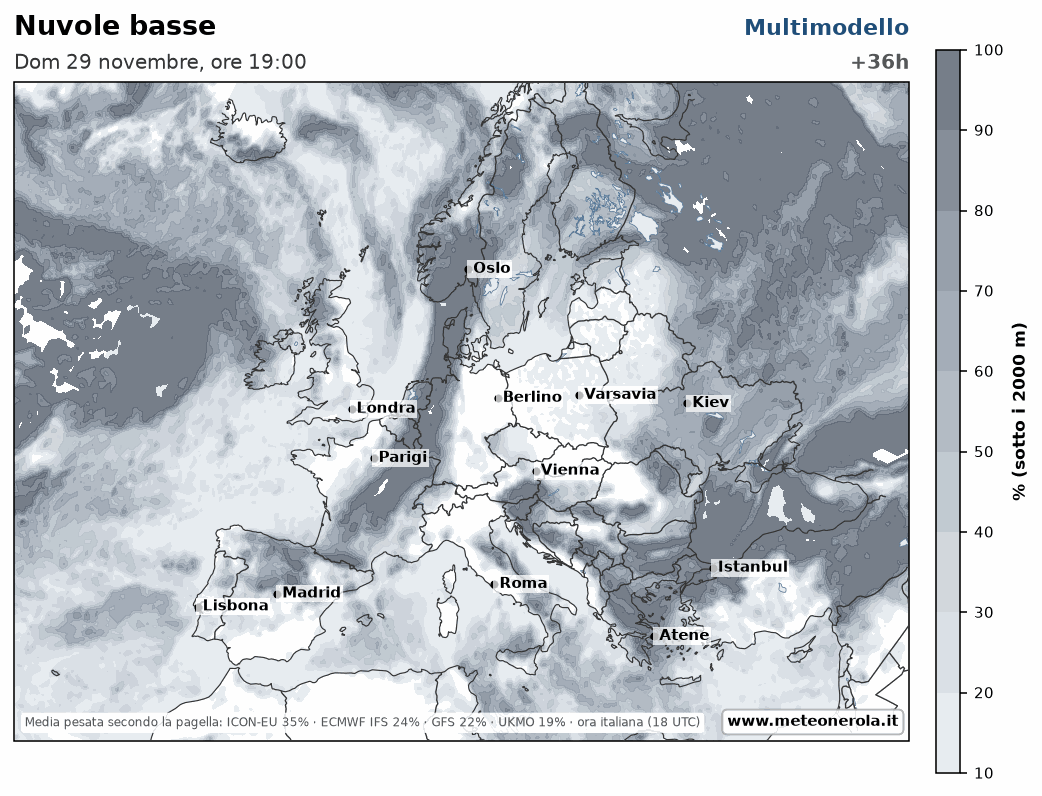 Nuvole basse
Multimodello
Dom 29 novembre, ore 19:00
+36h
100
90
80
70
60
50
40
30
20
10
% (sotto i 2000 m)
Oslo
Londra
Berlino
Varsavia
Kiev
Parigi
Vienna
Istanbul
Roma
Madrid
Lisbona
Atene
Media pesata secondo la pagella: ICON-EU 35% · ECMWF IFS 24% · GFS 22% · UKMO 19% · ora italiana (18 UTC)
www.meteonerola.it